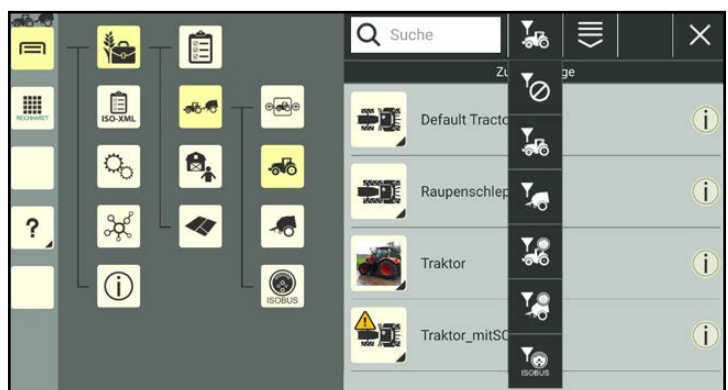 Suche
Zu
ge
REICHHARDT
ISO-XML
Default Tracto
Raupenschlep
?
Traktor
ISOBUS
Traktor_mitSC
ISOBUS